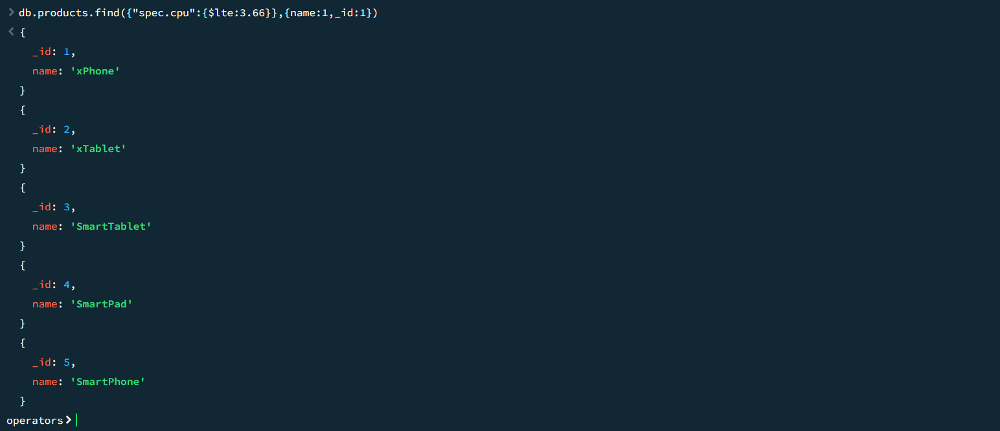 > db.products.find({"spec.cpu":{$lte:3.66}},{name:1,_id:1})
< {
_id: 1,
name: 'xPhone'
}
{
_id: 2,
name: 'xTablet'
}
{
_id: 3,
name: 'SmartTablet'
}
{
_id: 4,
name: 'SmartPad'
}
{
_id: 5,
name: 'SmartPhone'
}
operators>